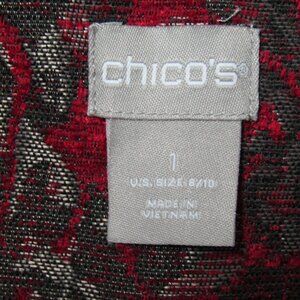 chico's®
1
U.S. SIZE: 8/10
MADE IN
VIETNAM